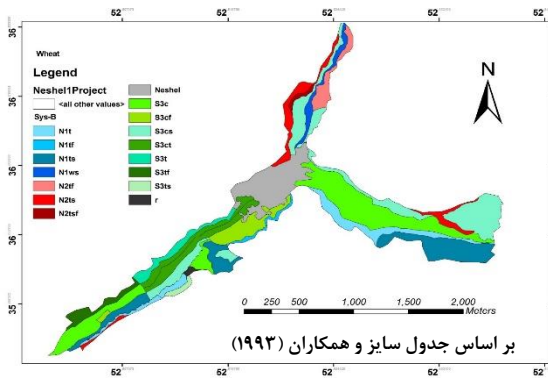 52 52 52 52
36
36
36
36
35
Wheat
Legend
Neshel1Project
<all other values>
Sys-B
N1t
N1tf
N1ts
N1ws
N2tf
N2ts
N2tsf
Neshel
S3c
S3cf
S3cs
S3ct
S3t
S3tf
S3ts
r
N
0 250 500 1,000 1,500 2,000
Meters
بر اساس جدول سایز و همکاران (۱۹۹۳)
52 52 52 52